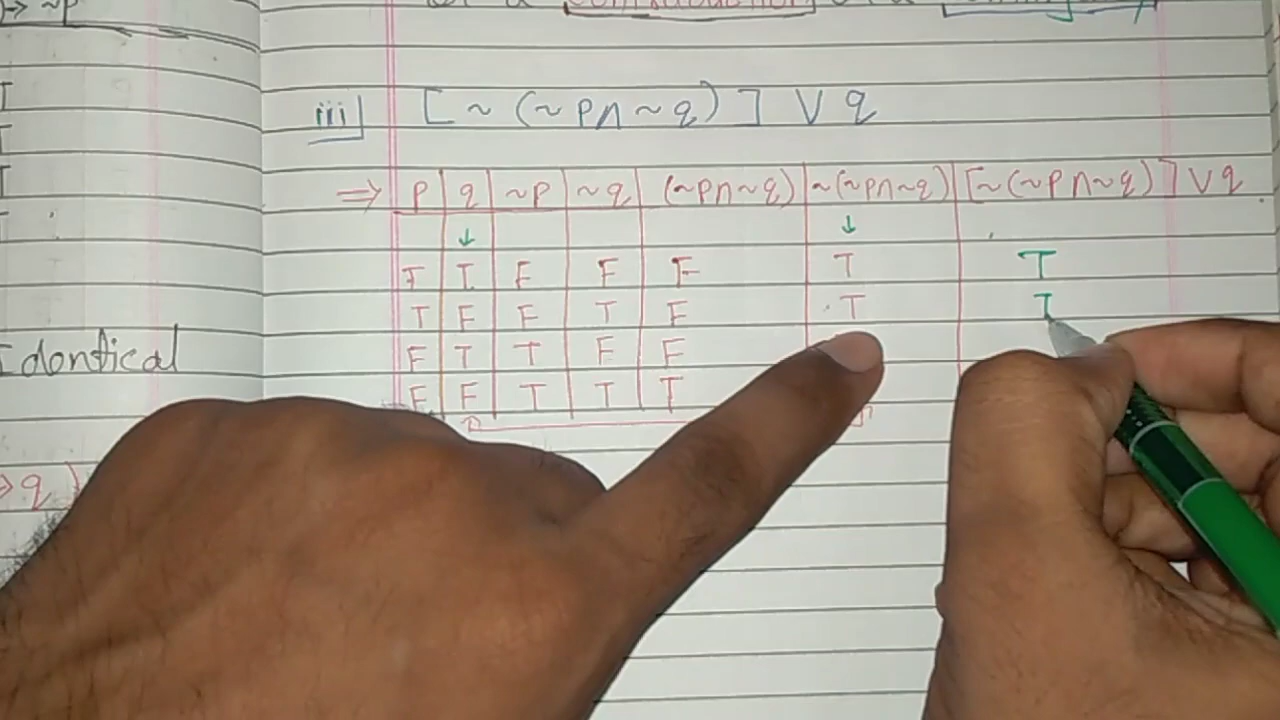 → ~p
iii] [~(~p∩~q)] ∨ q
⇒ p q ~p ~q (~p∩~q) ~(~p∩~q) [~(~p∩~q)] ∨ q
↓ ↓
T T F F F T T
T F F T F T T
F T T F F
F F T T T
Identical
→ q )